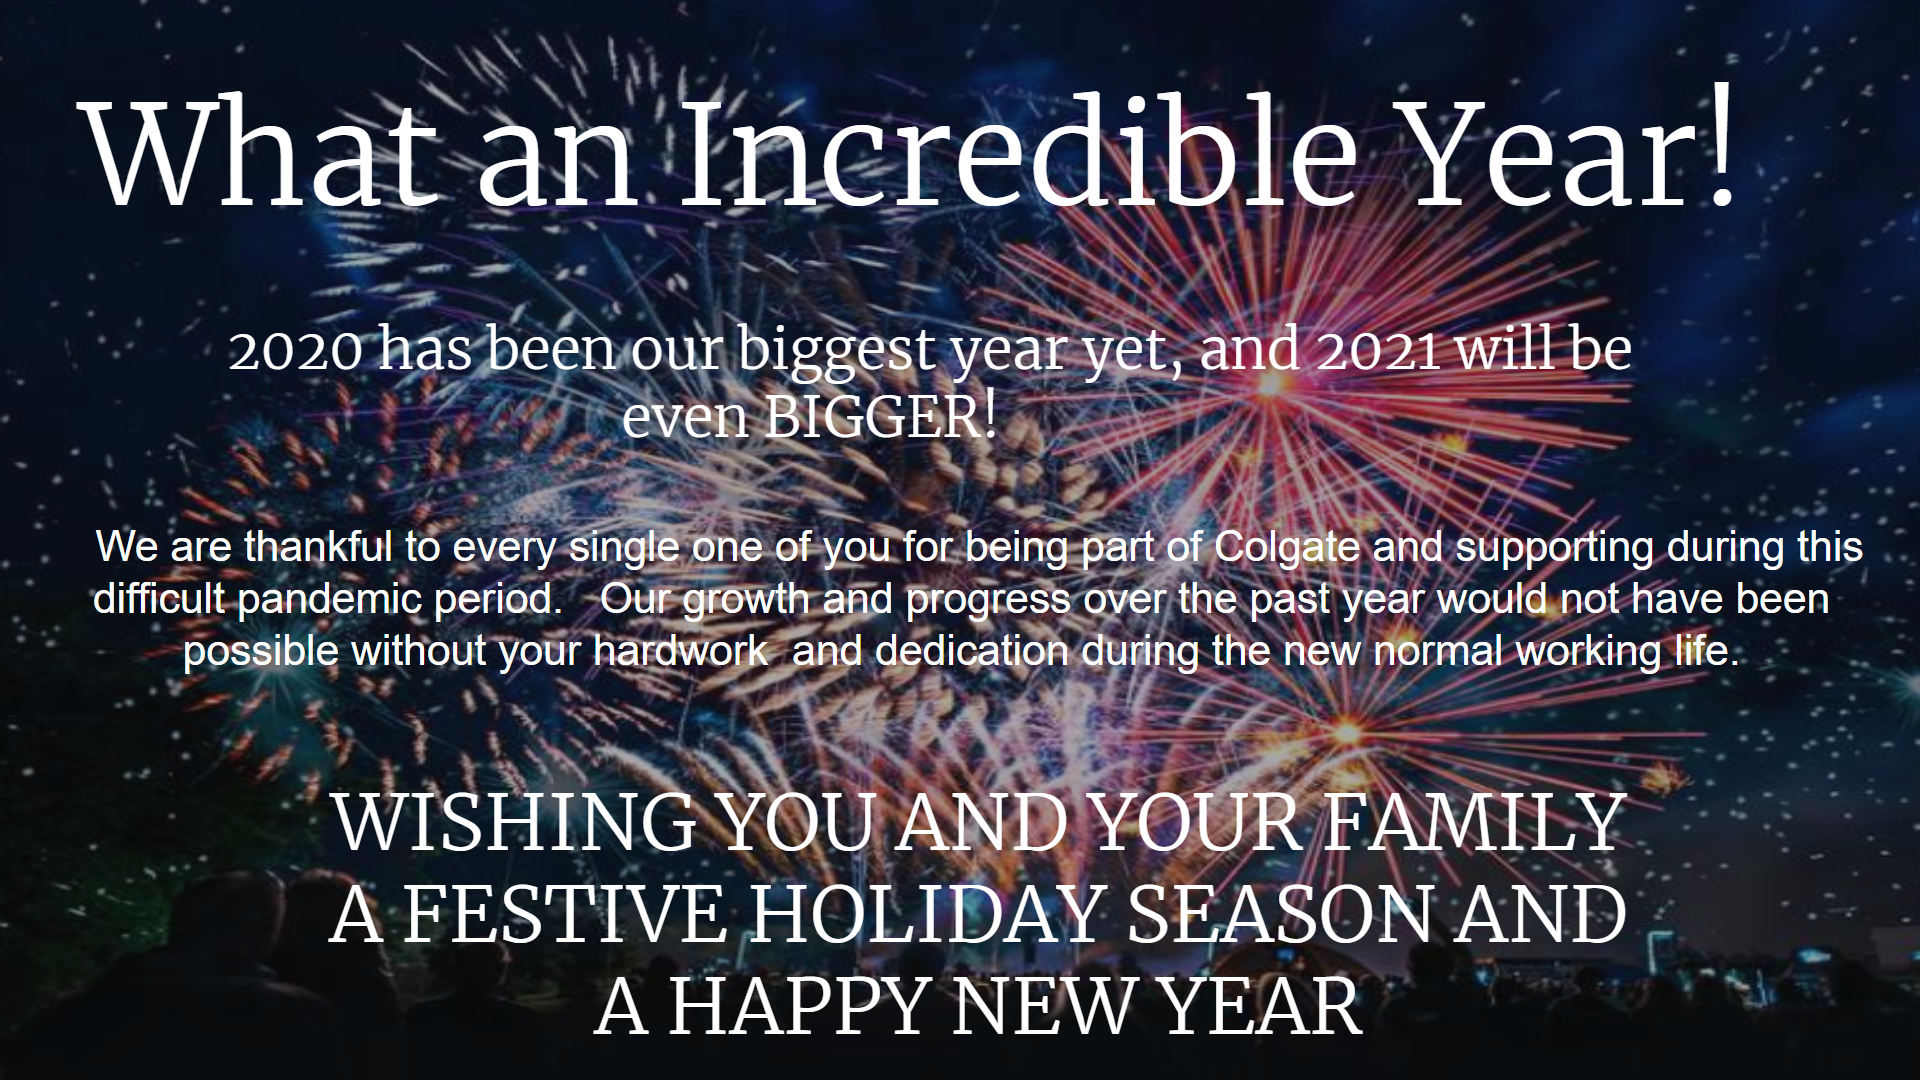 What an Incredible Year!
2020 has been our biggest year yet, and 2021 will be
even BIGGER!
We are thankful to every single one of you for being part of Colgate and supporting during this
difficult pandemic period.   Our growth and progress over the past year would not have been
possible without your hardwork  and dedication during the new normal working life.
WISHING YOU AND YOUR FAMILY
A FESTIVE HOLIDAY SEASON AND
A HAPPY NEW YEAR